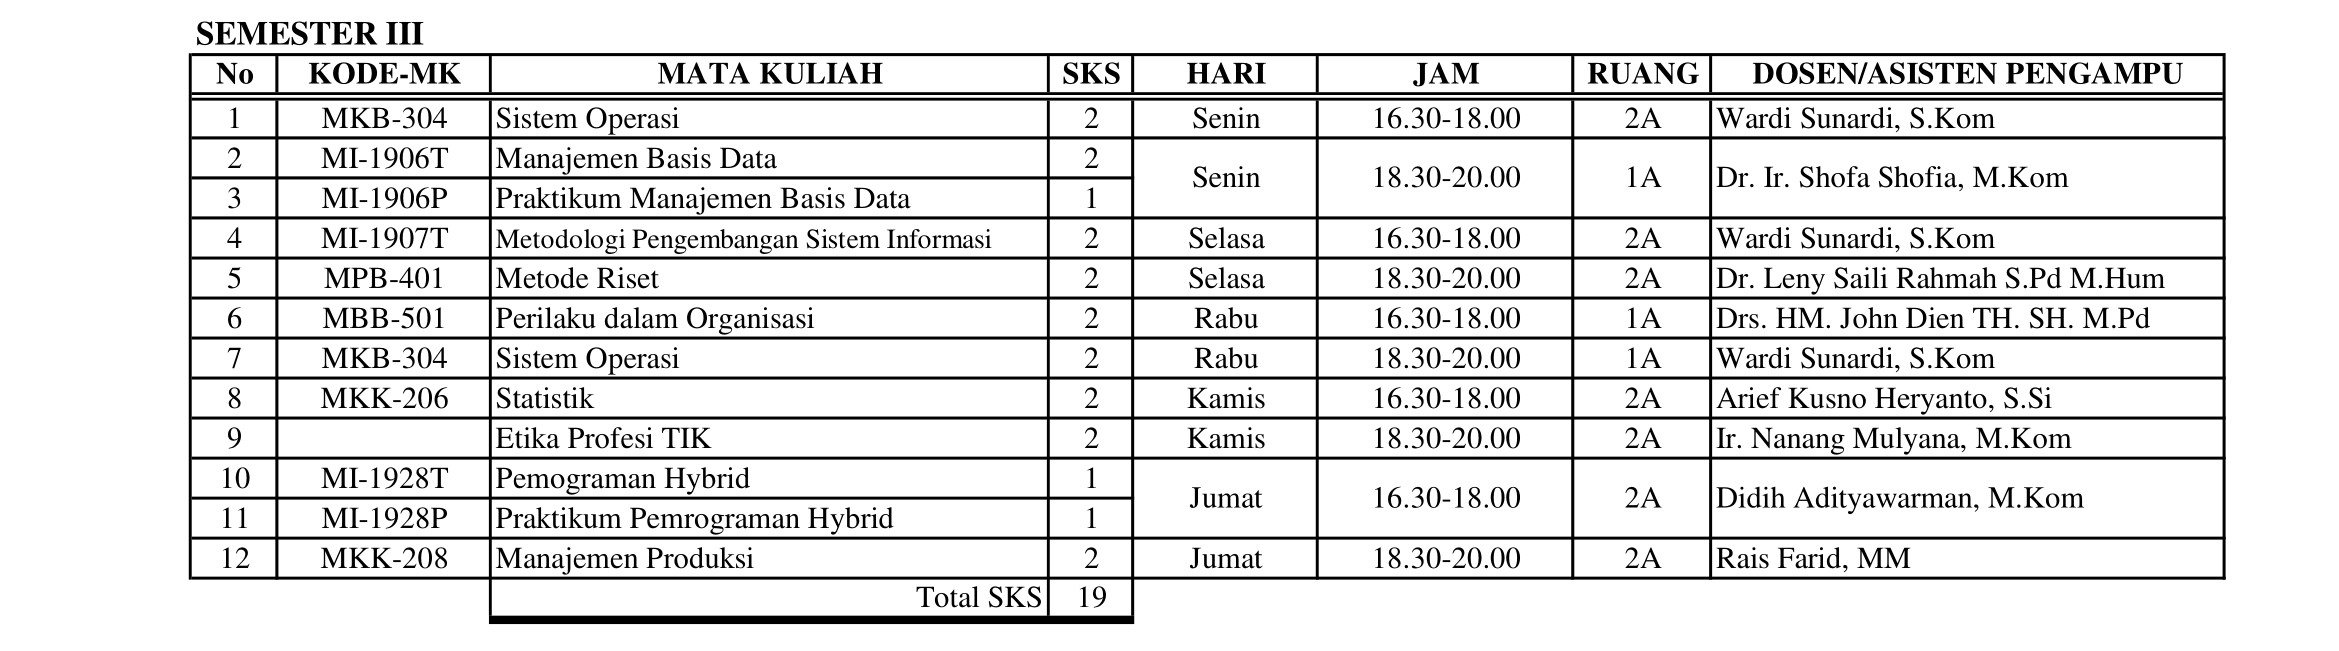 SEMESTER III
No KODE-MK MATA KULIAH SKS HARI JAM RUANG DOSEN/ASISTEN PENGAMPU
1 MKB-304 Sistem Operasi 2 Senin 16.30-18.00 2A Wardi Sunardi, S.Kom
2 MI-1906T Manajemen Basis Data 2
Senin 18.30-20.00 1A Dr. Ir. Shofa Shofia, M.Kom
3 MI-1906P Praktikum Manajemen Basis Data 1
4 MI-1907T Metodologi Pengembangan Sistem Informasi 2 Selasa 16.30-18.00 2A Wardi Sunardi, S.Kom
5 MPB-401 Metode Riset 2 Selasa 18.30-20.00 2A Dr. Leny Saili Rahmah S.Pd M.Hum
6 MBB-501 Perilaku dalam Organisasi 2 Rabu 16.30-18.00 1A Drs. HM. John Dien TH. SH. M.Pd
7 MKB-304 Sistem Operasi 2 Rabu 18.30-20.00 1A Wardi Sunardi, S.Kom
8 MKK-206 Statistik 2 Kamis 16.30-18.00 2A Arief Kusno Heryanto, S.Si
9 Etika Profesi TIK 2 Kamis 18.30-20.00 2A Ir. Nanang Mulyana, M.Kom
10 MI-1928T Pemograman Hybrid 1
Jumat 16.30-18.00 2A Didih Adityawarman, M.Kom
11 MI-1928P Praktikum Pemrograman Hybrid 1
12 MKK-208 Manajemen Produksi 2 Jumat 18.30-20.00 2A Rais Farid, MM
Total SKS 19